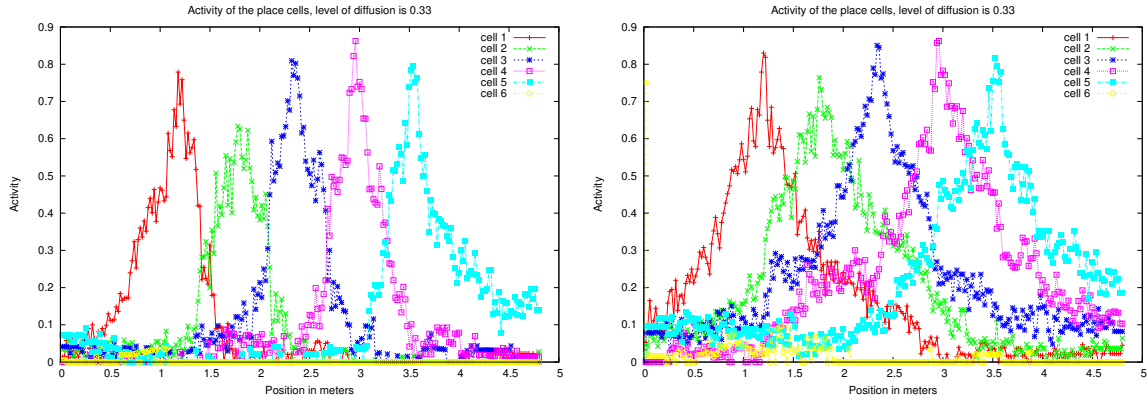 Activity of the place cells, level of diffusion is 0.33
0.9
0.8
0.7
0.6
0.5
0.4
0.3
0.2
0.1
0
Activity
cell 1
cell 2
cell 3
cell 4
cell 5
cell 6
0 0.5 1 1.5 2 2.5 3 3.5 4 4.5 5
Position in meters
Activity of the place cells, level of diffusion is 0.33
0.9
0.8
0.7
0.6
0.5
0.4
0.3
0.2
0.1
0
Activity
cell 1
cell 2
cell 3
cell 4
cell 5
cell 6
0 0.5 1 1.5 2 2.5 3 3.5 4 4.5 5
Position in meters